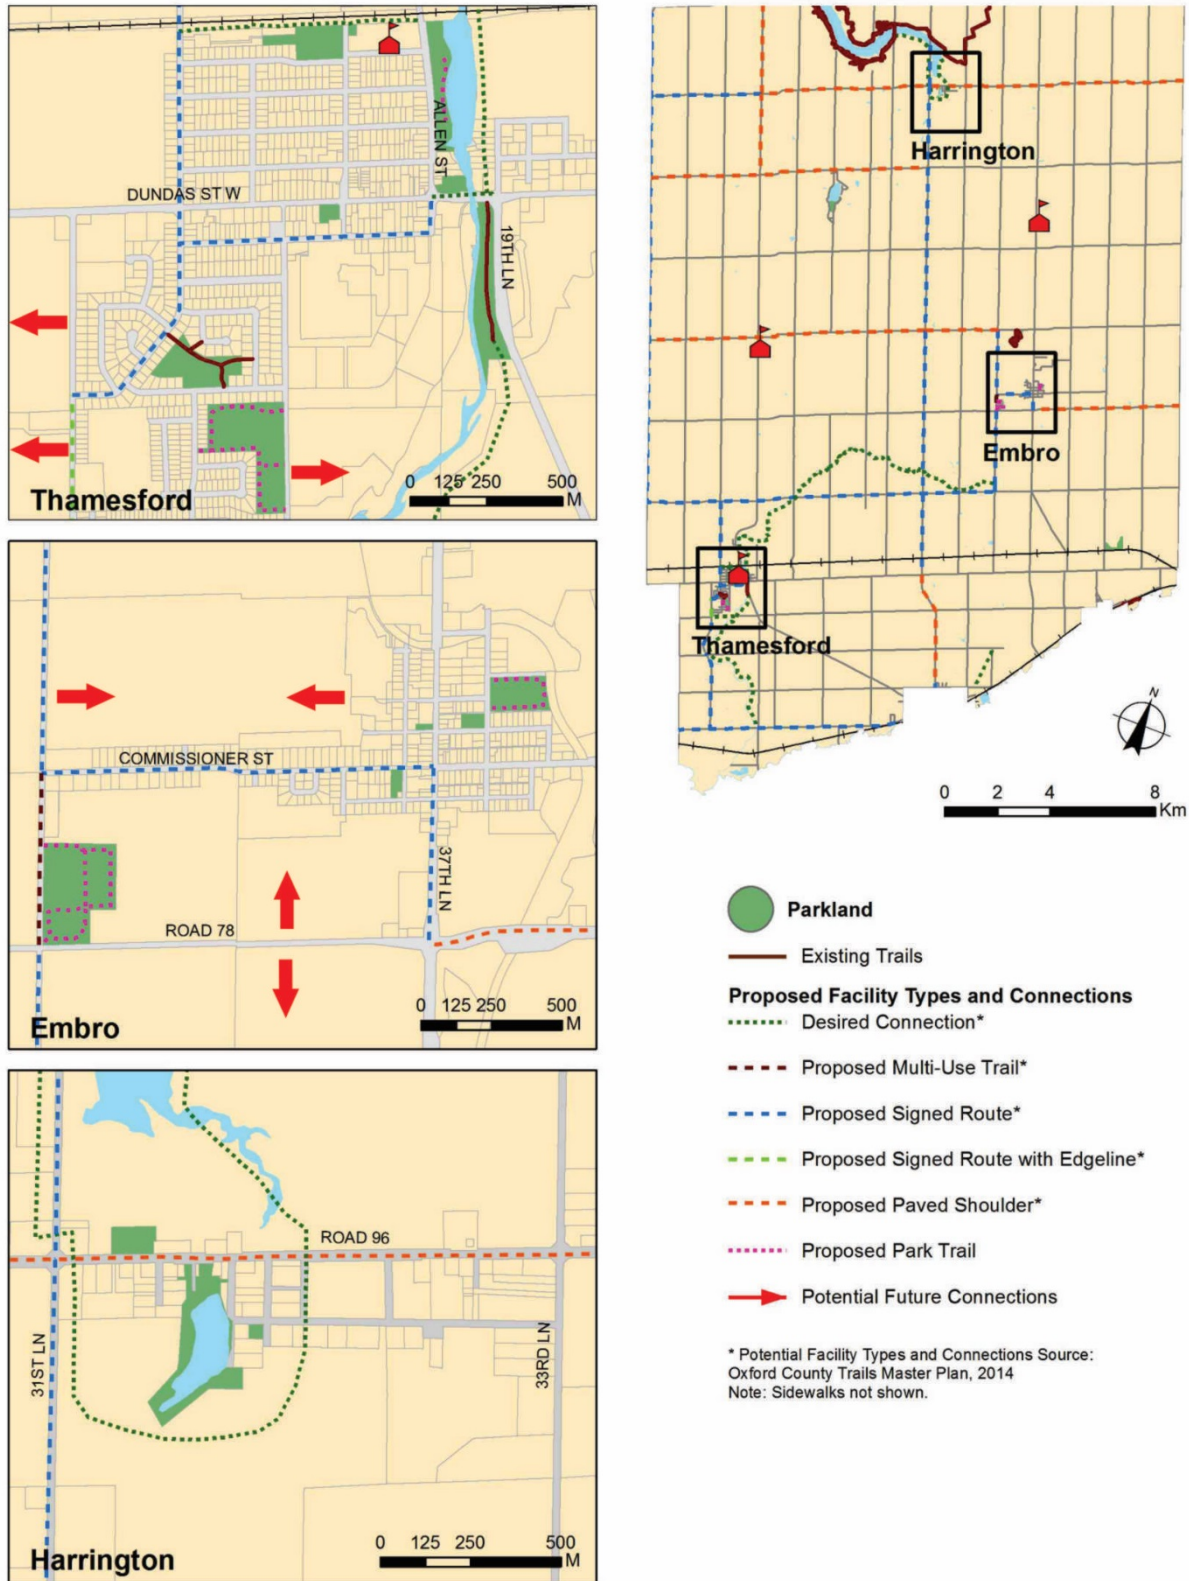 ALLEN ST
DUNDAS ST W
19TH LN
0 125 250 500
M
Thamesford
COMMISSIONER ST
37TH LN
ROAD 78
0 125 250 500
M
Embro
ROAD 96
31ST LN
33RD LN
0 125 250 500
M
Harrington
Harrington
Embro
Thamesford
N
0 2 4 8
Km
Parkland
Existing Trails
Proposed Facility Types and Connections
Desired Connection*
Proposed Multi-Use Trail*
Proposed Signed Route*
Proposed Signed Route with Edgeline*
Proposed Paved Shoulder*
Proposed Park Trail
Potential Future Connections
* Potential Facility Types and Connections Source:
Oxford County Trails Master Plan, 2014
Note: Sidewalks not shown.